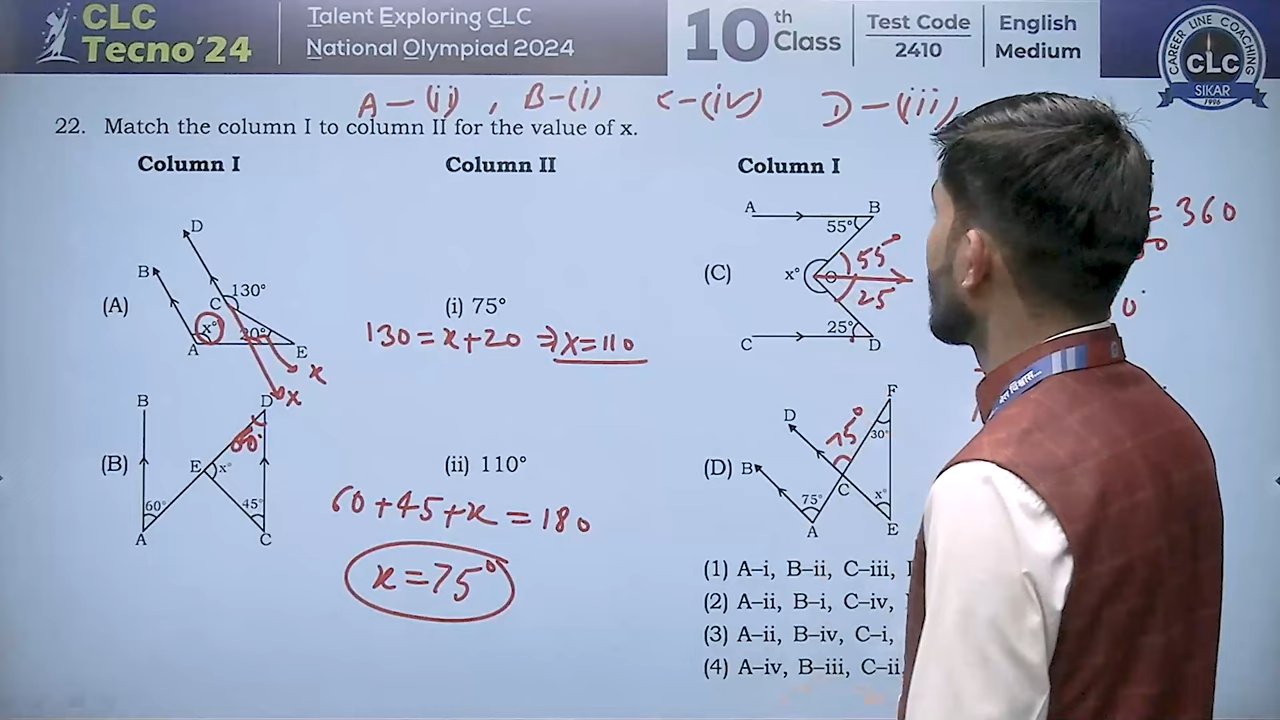 CLC
Tecno'24
Talent Exploring CLC
National Olympiad 2024
10th Class
Test Code
2410
English
Medium
CAREER LINE COACHING
CLC
SIKAR
1996
A-(ii), B-(i) C-(iv) D-(iii)
22. Match the column I to column II for the value of x.
Column I Column II Column I
(A)
D
B
C 130°
x° 20°
A E
x
x
(i) 75°
130 = x+20 ⇒ x = 110
(B)
B D
60°
E x°
60° 45°
A C
(ii) 110°
60+45+x = 180
x = 75°
(C)
A B
55°
x° 55°
25
25°
C D
= 360
(D)
F
D 75° 30°
B
C
75° x°
A E
(1) A–i, B–ii, C–iii,
(2) A–ii, B–i, C–iv,
(3) A–ii, B–iv, C–i,
(4) A–iv, B–iii, C–ii